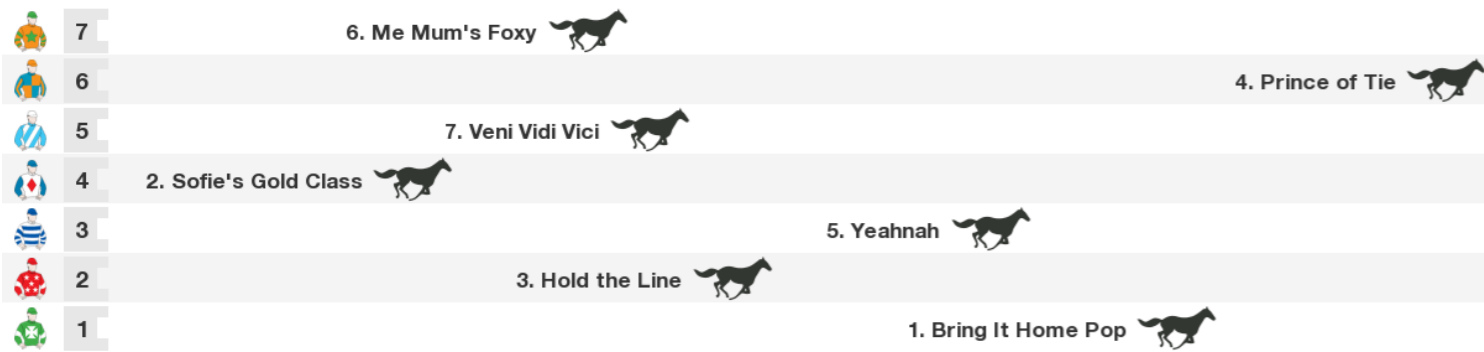 7 6. Me Mum's Foxy
6 4. Prince of Tie
5 7. Veni Vidi Vici
4 2. Sofie's Gold Class
3 5. Yeahnah
2 3. Hold the Line
1 1. Bring It Home Pop